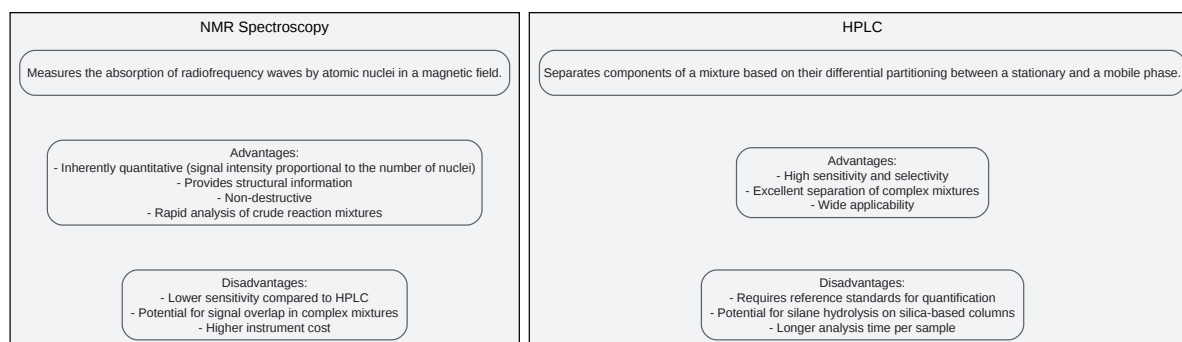 NMR Spectroscopy
Measures the absorption of radiofrequency waves by atomic nuclei in a magnetic field.
Advantages:
- Inherently quantitative (signal intensity proportional to the number of nuclei)
- Provides structural information
- Non-destructive
- Rapid analysis of crude reaction mixtures
Disadvantages:
- Lower sensitivity compared to HPLC
- Potential for signal overlap in complex mixtures
- Higher instrument cost
HPLC
Separates components of a mixture based on their differential partitioning between a stationary and a mobile phase.
Advantages:
- High sensitivity and selectivity
- Excellent separation of complex mixtures
- Wide applicability
Disadvantages:
- Requires reference standards for quantification
- Potential for silane hydrolysis on silica-based columns
- Longer analysis time per sample